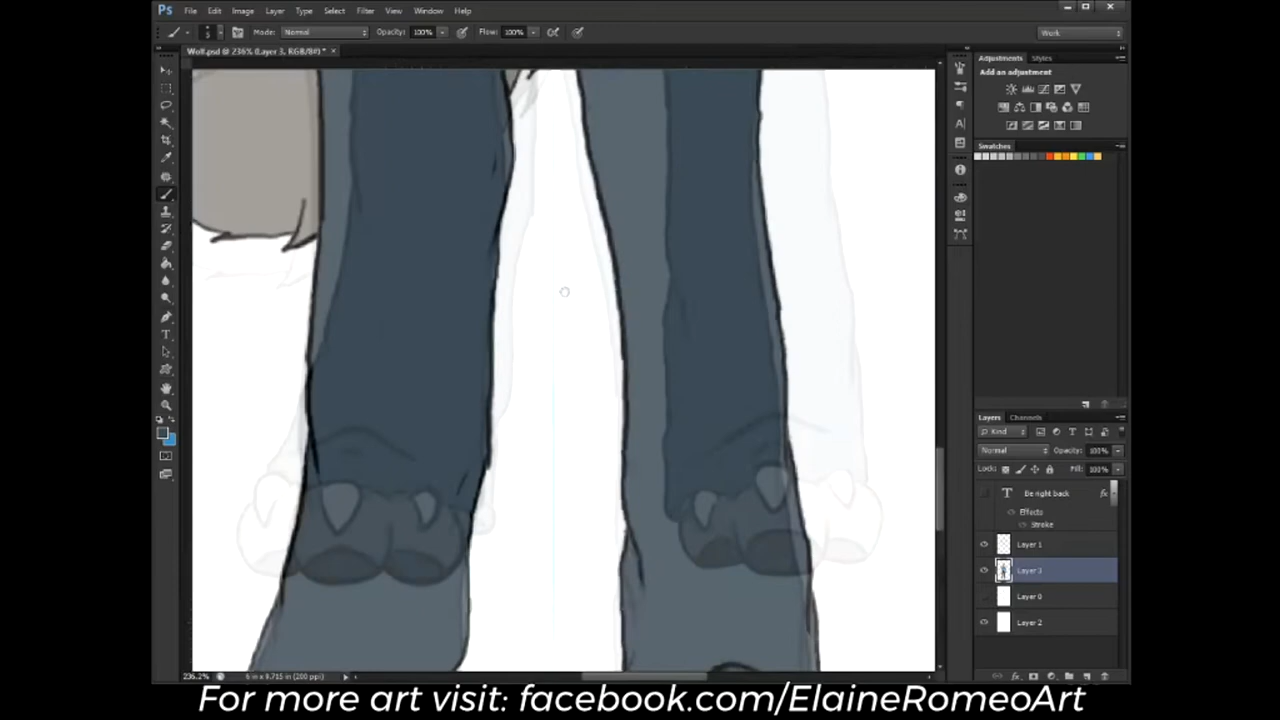 Ps File Edit Image Layer Type Select Filter View Window Help
Mode: Normal Opacity: 100% Flow: 100% Work
Wolf.psd @ 236% (Layer 3, RGB/8#) *
Adjustments Styles
Add an adjustment
Swatches
Layers Channels
Kind
Normal Opacity: 100%
Lock: Fill: 100%
T Be right back fx
Effects
Stroke
Layer 1
Layer 3
Layer 0
Layer 2
236.2% 6 in x 9.715 in (200 ppi)
For more art visit: facebook.com/ElaineRomeoArt